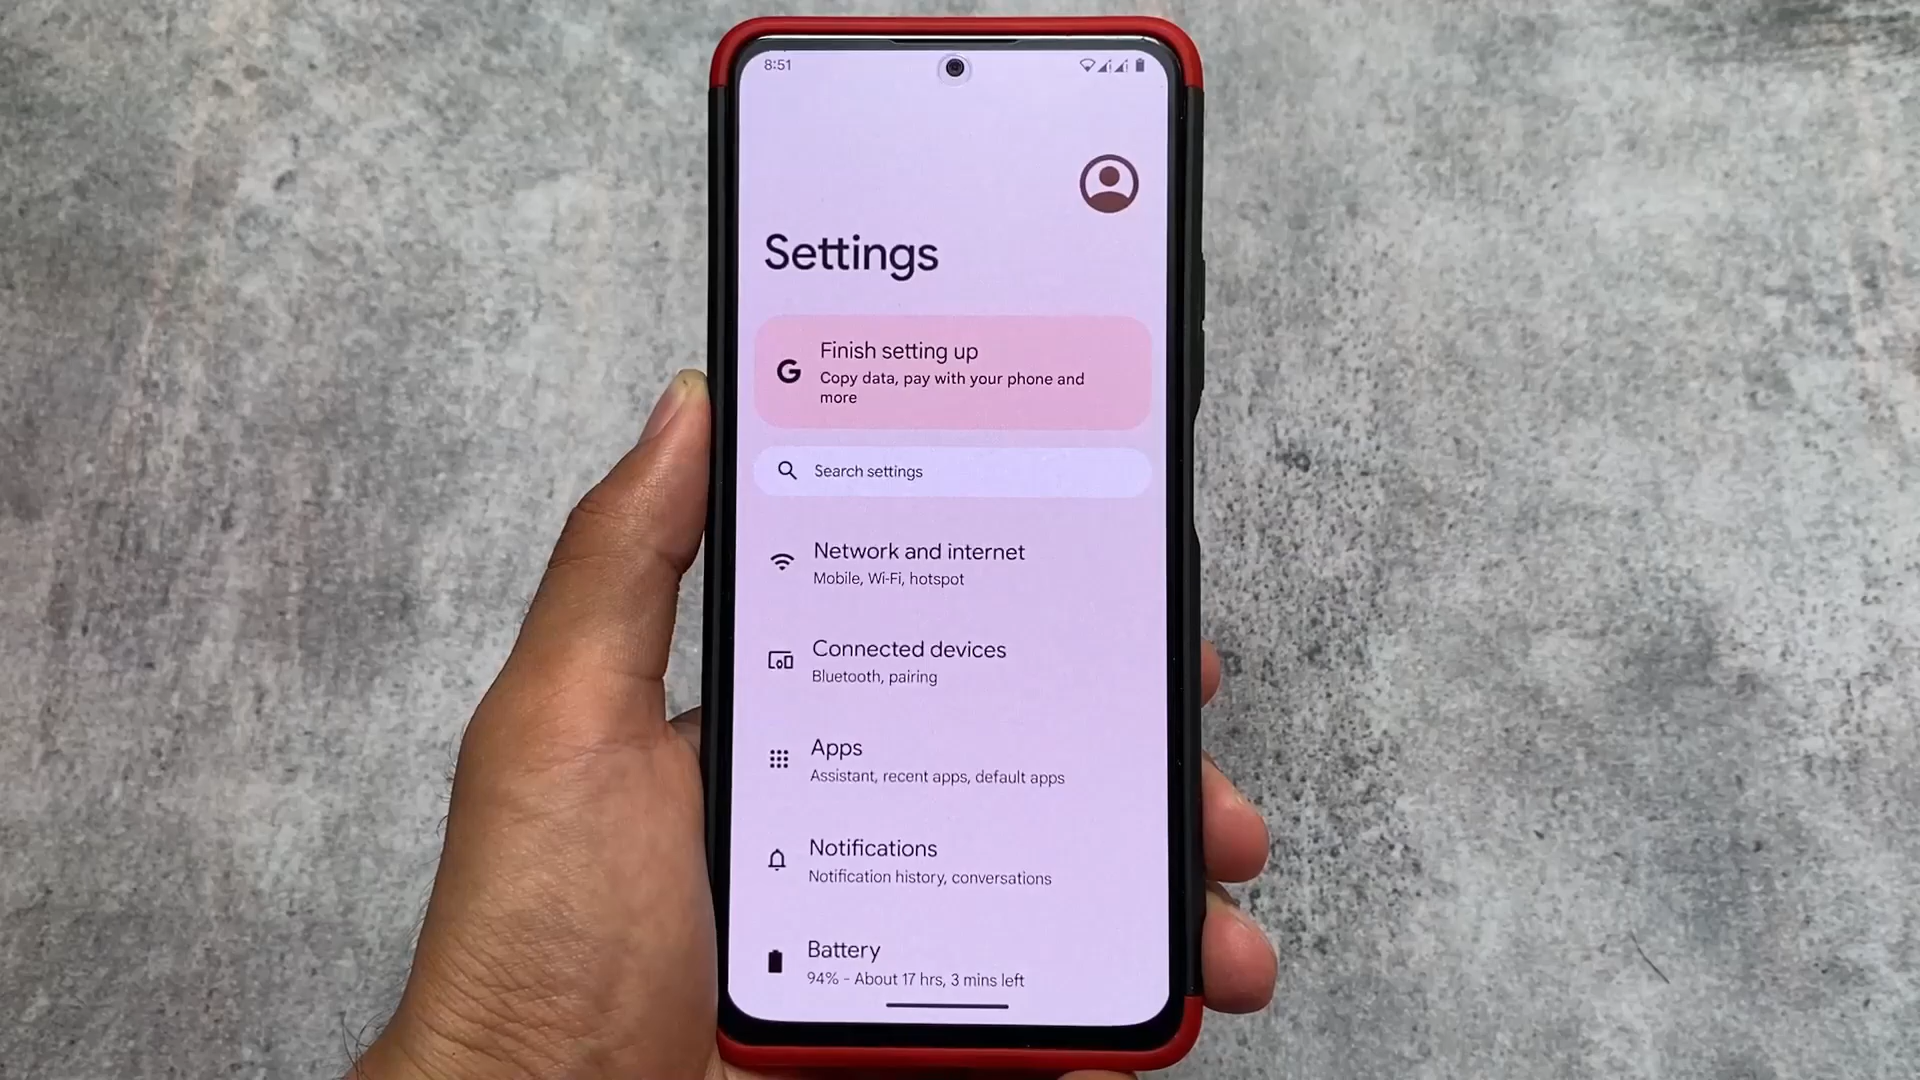 8:51
Settings
Finish setting up
Copy data, pay with your phone and
more
Search settings
Network and internet
Mobile, Wi-Fi, hotspot
Connected devices
Bluetooth, pairing
Apps
Assistant, recent apps, default apps
Notifications
Notification history, conversations
Battery
94% - About 17 hrs, 3 mins left